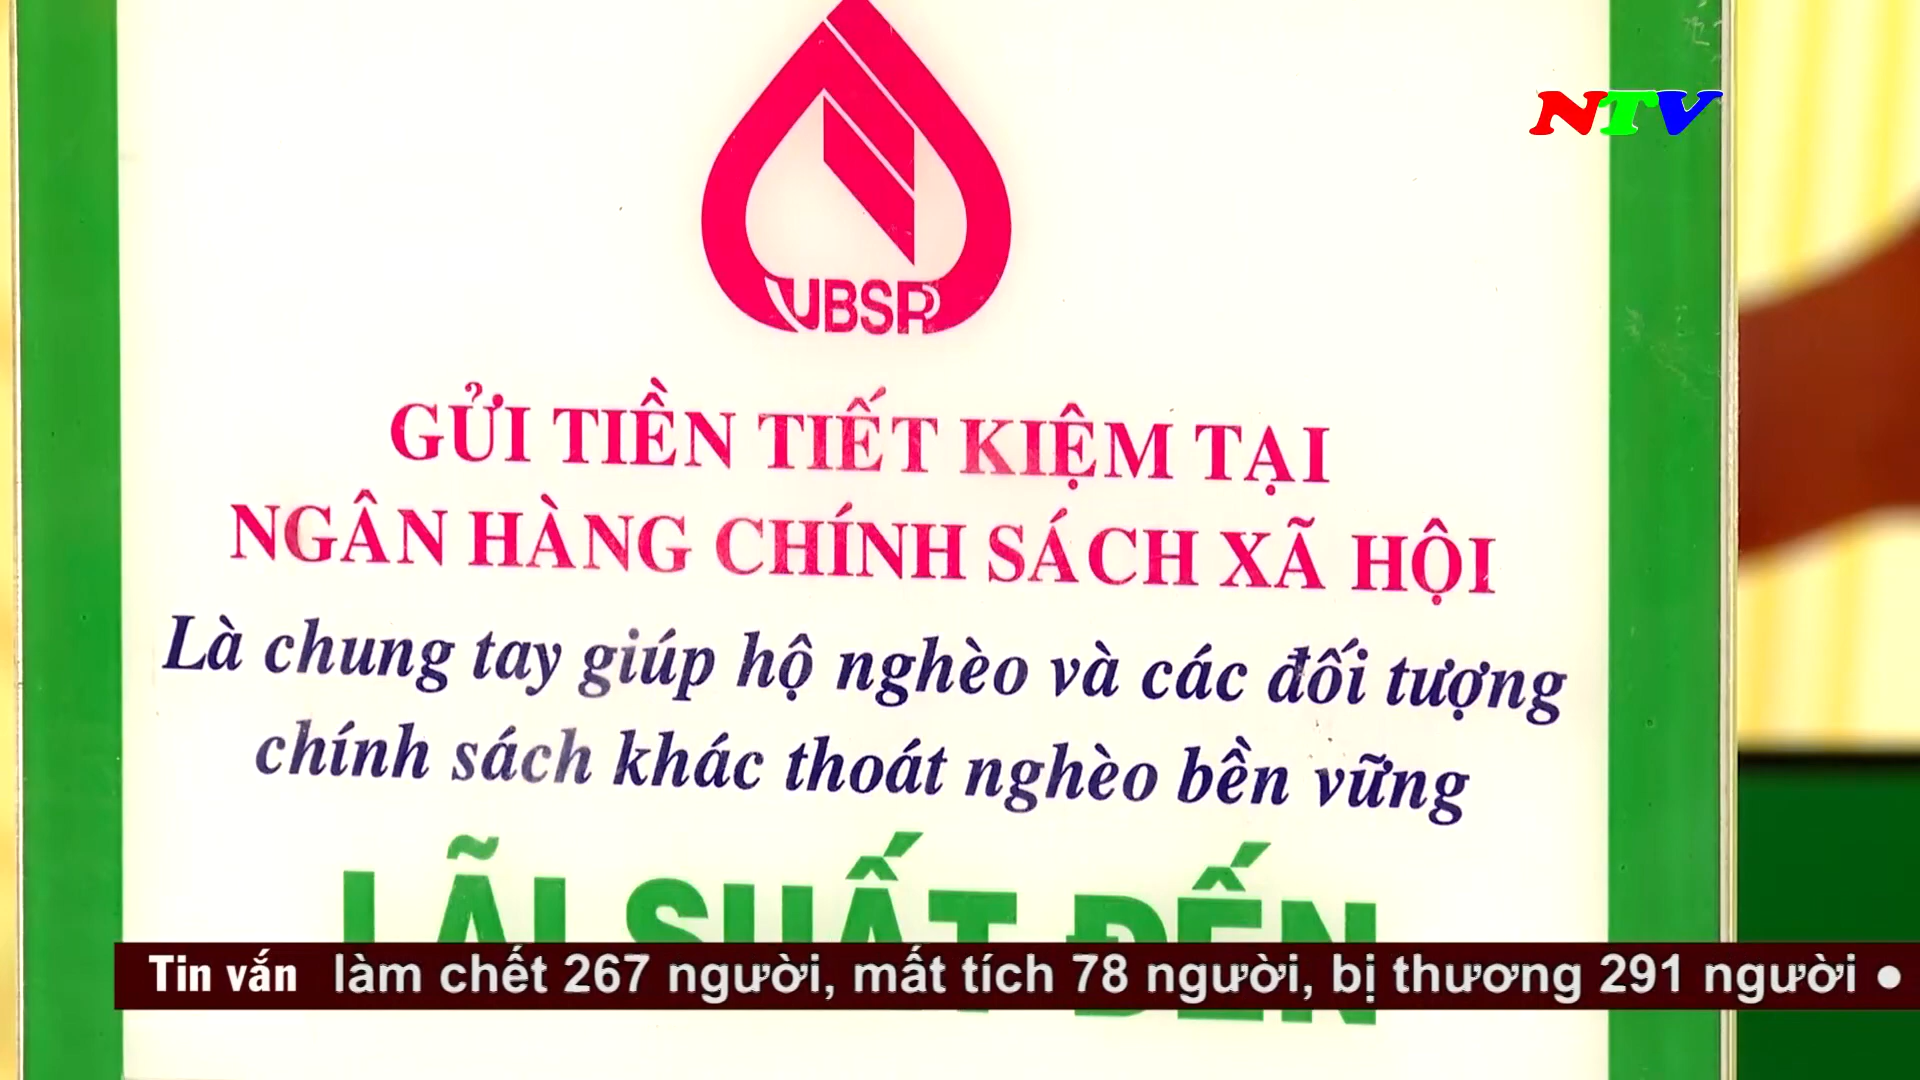 NTV
VBSP
GỬI TIỀN TIẾT KIỆM TẠI
NGÂN HÀNG CHÍNH SÁCH XÃ HỘI
Là chung tay giúp hộ nghèo và các đối tượng
chính sách khác thoát nghèo bền vững
LÃI SUẤT ĐẾN
Tin vắn làm chết 267 người, mất tích 78 người, bị thương 291 người ●